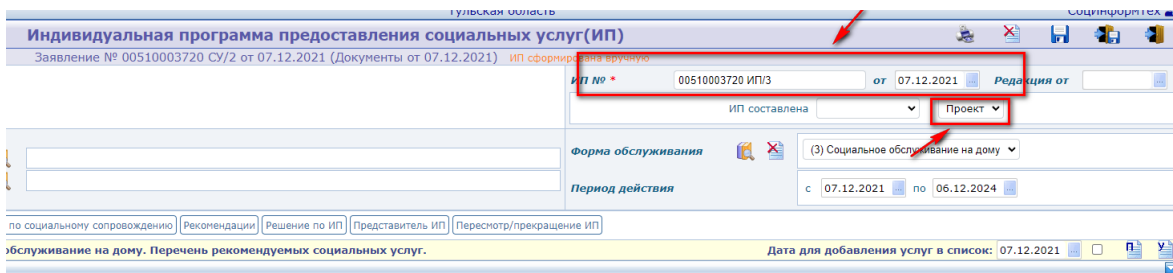 Тульская область Социнформтех
Индивидуальная программа предоставления социальных услуг(ИП)
Заявление № 00510003720 СУ/2 от 07.12.2021 (Документы от 07.12.2021) ИП сформирована вручную
ИП № * 00510003720 ИП/3 от 07.12.2021 ... Редакция от ...
ИП составлена Проект
Форма обслуживания (3) Социальное обслуживание на дому
Период действия с 07.12.2021 ... по 06.12.2024 ...
по социальному сопровождению Рекомендации Решение по ИП Представитель ИП Пересмотр/прекращение ИП
обслуживание на дому. Перечень рекомендуемых социальных услуг. Дата для добавления услуг в список: 07.12.2021 ... П У